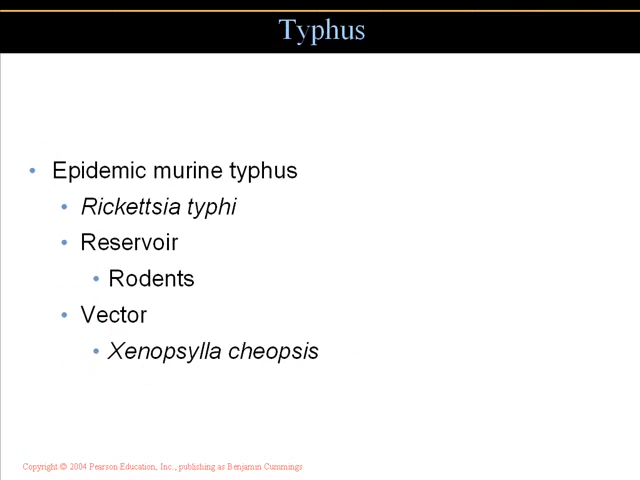 Typhus
• Epidemic murine typhus
• Rickettsia typhi
• Reservoir
• Rodents
• Vector
• Xenopsylla cheopsis
Copyright © 2004 Pearson Education, Inc., publishing as Benjamin Cummings